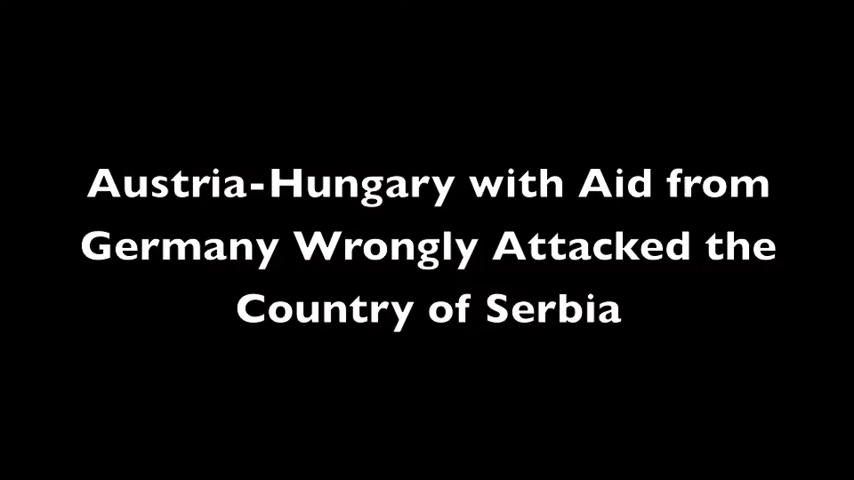 Austria-Hungary with Aid from
Germany Wrongly Attacked the
Country of Serbia